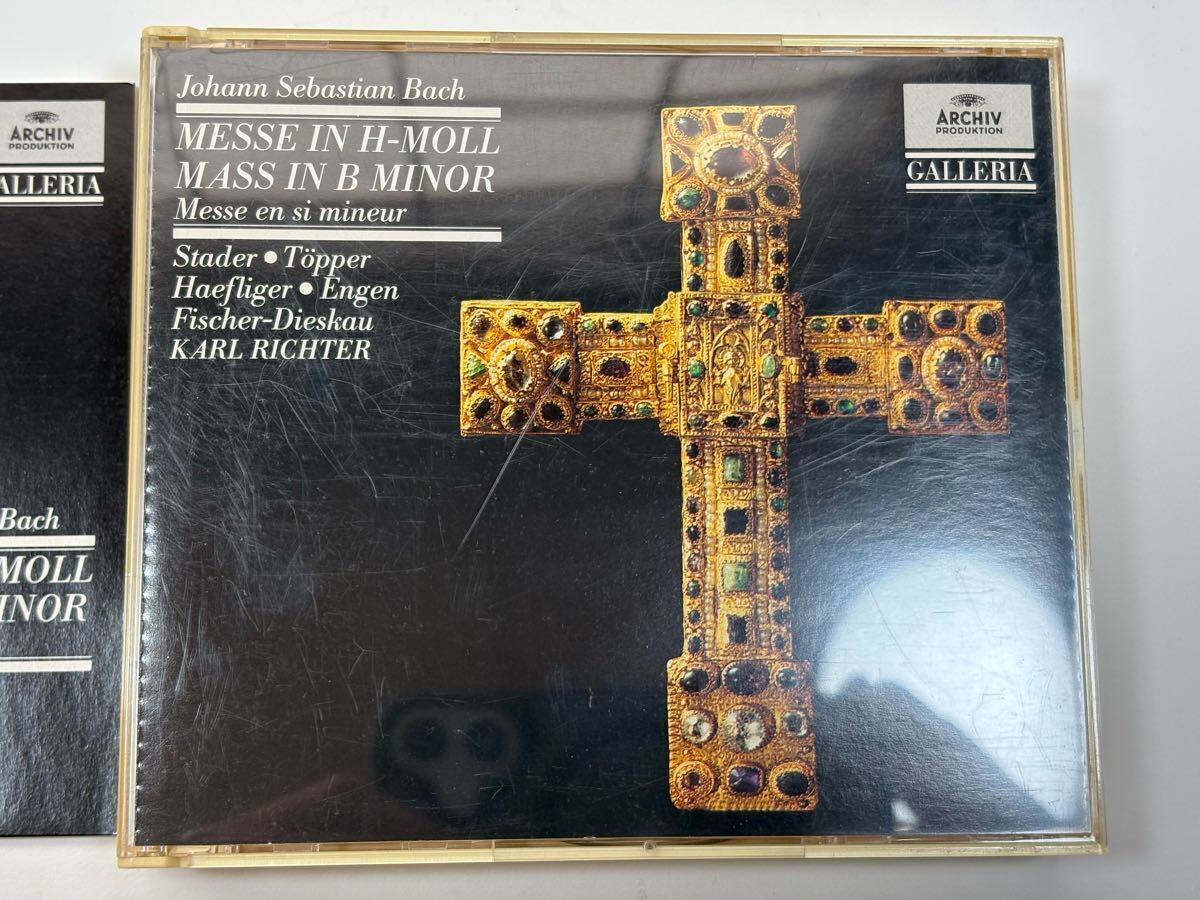 ARCHIV
PRODUKTION
ALLERIA
Bach
MOLL
INOR
Johann Sebastian Bach
MESSE IN H-MOLL
MASS IN B MINOR
Messe en si mineur
Stader • Töpper
Haefliger • Engen
Fischer-Dieskau
KARL RICHTER
ARCHIV
PRODUKTION
GALLERIA